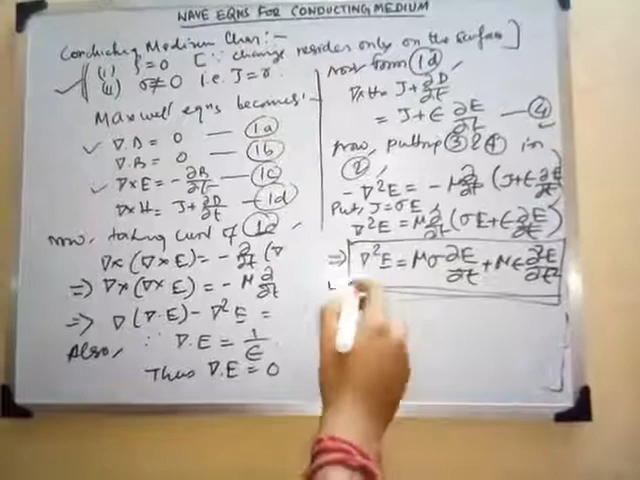 WAVE EQNS FOR CONDUCTING MEDIUM
Conducting Medium Char:-
(i) ρ=0 [∵ charge resides only on the surface]
(ii) σ≠0 i.e. J=σ
Maxwell eqns becomes:-
∇.D = 0 — (1a)
∇.B = 0 — (1b)
∇×E = -∂B/∂t — (1c)
∇×H = J+∂D/∂t — (1d)
Now, taking curl of (1c)
∇×(∇×E) = -∂/∂t (∇
⇒ ∇×(∇×E) = -μ ∂/∂t
⇒ ∇(∇.E) - ∇²E =
Also, ∵ ∇.E = 1/ε
Thus ∇.E = 0
Now from (1d)
∇×H = J+∂D/∂t
= J+ε ∂E/∂t — (4)
Now, putting (3) & (4) in
(2),
-∇²E = -μ∂/∂t (J+ε∂E/∂t)
Put, J=σE
∇²E = μ∂/∂t (σE+ε∂E/∂t)
⇒ ∇²E = μσ∂E/∂t + με∂²E/∂t²